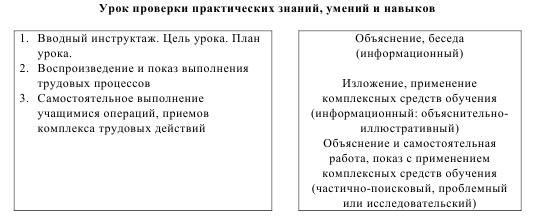 Урок проверки практических знаний, умений и навыков
1. Вводный инструктаж. Цель урока. План
урока.
2. Воспроизведение и показ выполнения
трудовых процессов
3. Самостоятельное выполнение
учащимися операций, приемов
комплекса трудовых действий
Объяснение, беседа
(информационный)
Изложение, применение
комплексных средств обучения
(информационный: объяснительно-
иллюстративный)
Объяснение и самостоятельная
работа, показ с применением
комплексных средств обучения
(частично-поисковый, проблемный
или исследовательский)